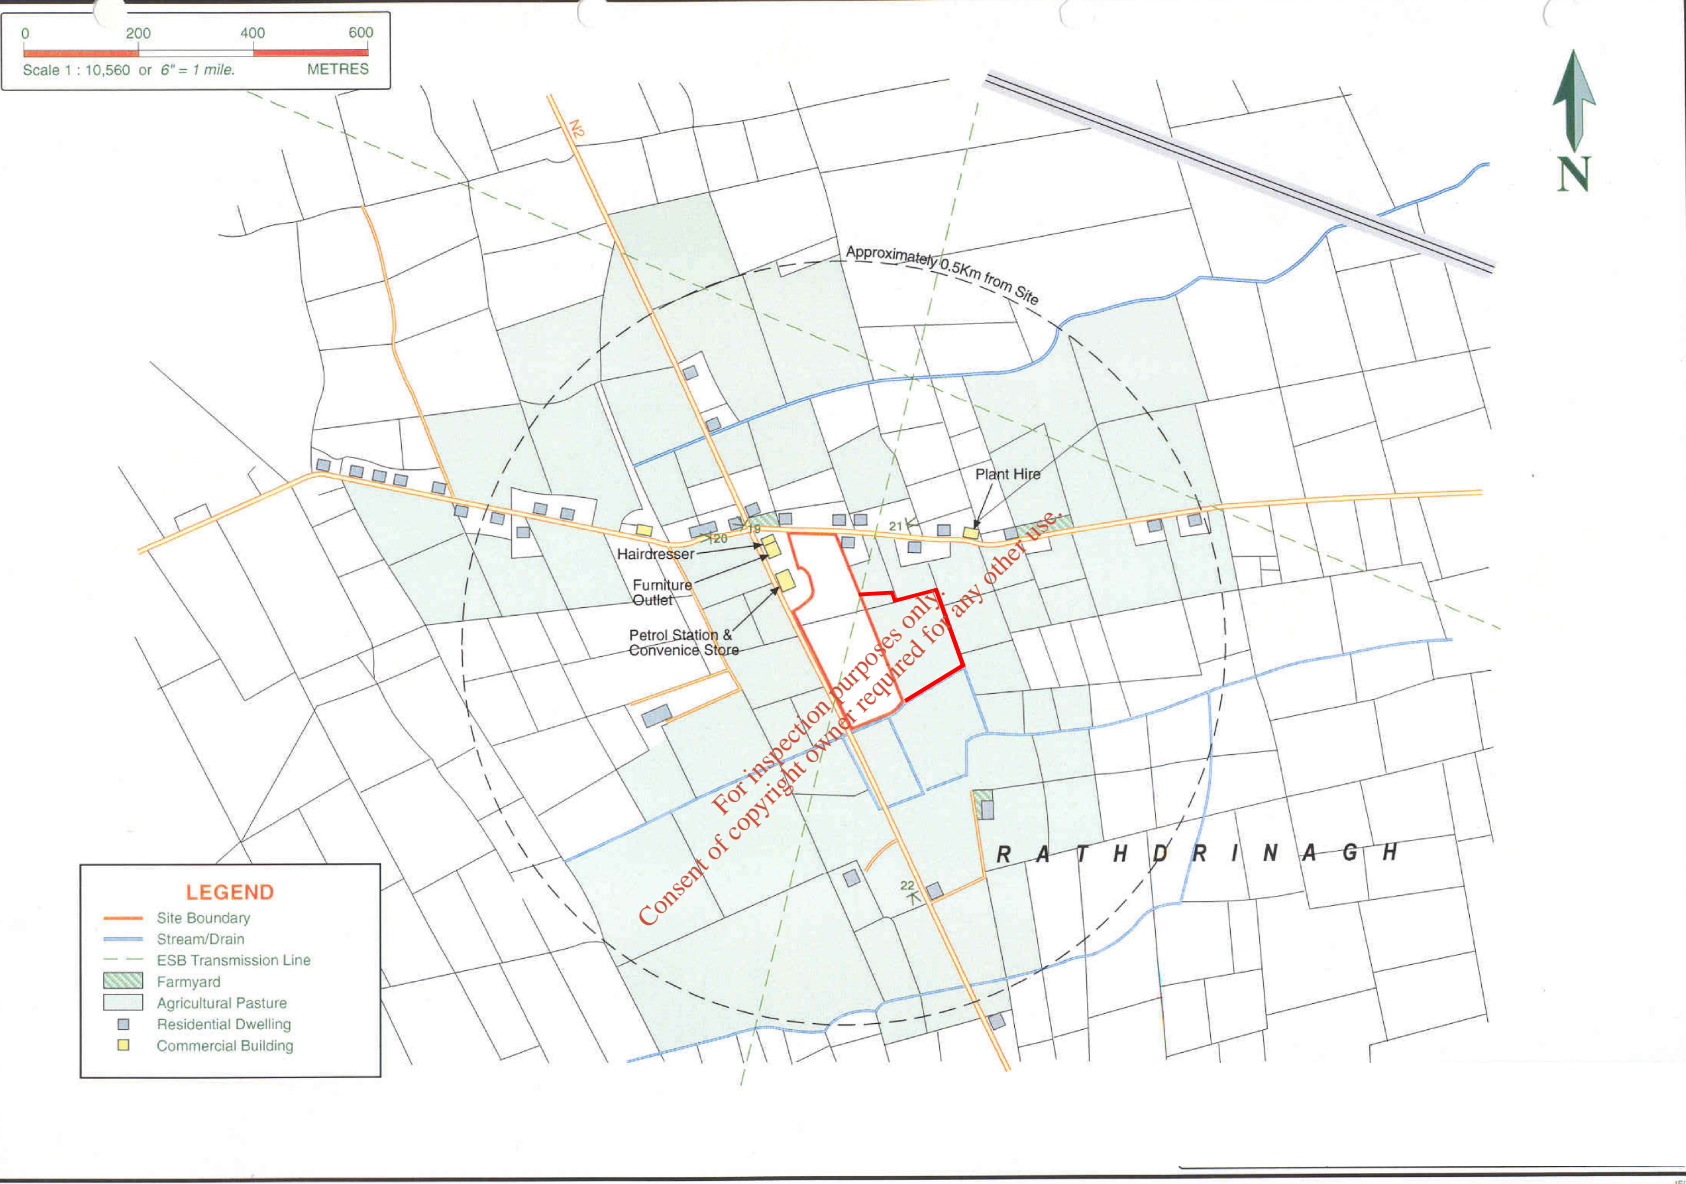 0 200 400 600
Scale 1 : 10,560 or 6" = 1 mile. METRES
N2
N
Approximately 0.5Km from Site
Plant Hire
19
20
21
Hairdresser
Furniture
Outlet
Petrol Station &
Convenice Store
For inspection purposes only.
Consent of copyright owner required for any other use.
RATHDRINAGH
22
LEGEND
Site Boundary
Stream/Drain
ESB Transmission Line
Farmyard
Agricultural Pasture
Residential Dwelling
Commercial Building